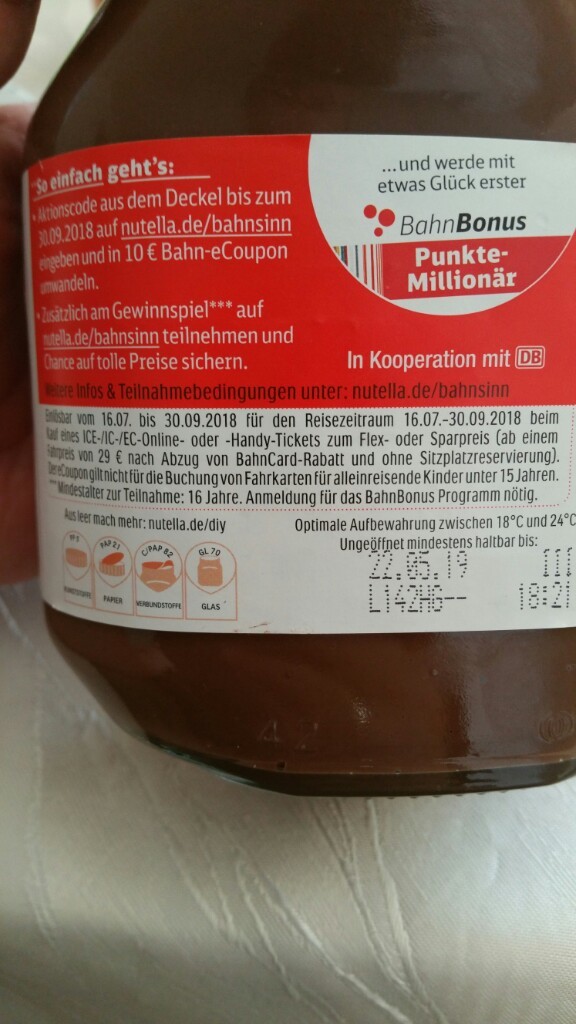 So einfach geht's:
• Aktionscode aus dem Deckel bis zum
30.09.2018 auf nutella.de/bahnsinn
eingeben und in 10 € Bahn-eCoupon
umwandeln.
• Zusätzlich am Gewinnspiel*** auf
nutella.de/bahnsinn teilnehmen und
Chance auf tolle Preise sichern.
...und werde mit
etwas Glück erster
BahnBonus
Punkte-
Millionär
In Kooperation mit DB
Weitere Infos & Teilnahmebedingungen unter: nutella.de/bahnsinn
Einlösbar vom 16.07. bis 30.09.2018 für den Reisezeitraum 16.07.-30.09.2018 beim
Kauf eines ICE-/IC-/EC-Online- oder -Handy-Tickets zum Flex- oder Sparpreis (ab einem
Fahrpreis von 29 € nach Abzug von BahnCard-Rabatt und ohne Sitzplatzreservierung).
Der eCoupon gilt nicht für die Buchung von Fahrkarten für alleinreisende Kinder unter 15 Jahren.
***Mindestalter zur Teilnahme: 16 Jahre. Anmeldung für das BahnBonus Programm nötig.
Aus leer mach mehr: nutella.de/diy
PAP 21
C/PAP 82
GL 70
PAPIER
VERBUNDSTOFFE
GLAS
Optimale Aufbewahrung zwischen 18°C und 24°C
Ungeöffnet mindestens haltbar bis:
22.05.19 III
L142H6-- 18:21